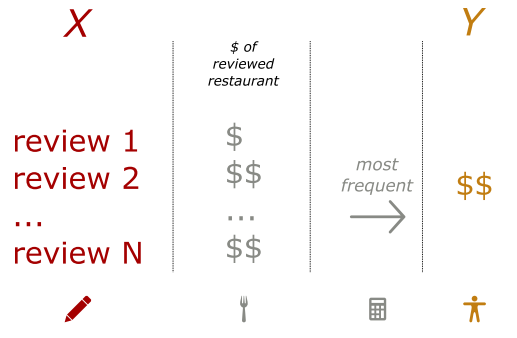 X
Y
$ of
reviewed
restaurant
review 1
$
review 2
$$
most
frequent
$$
...
...
review N
$$